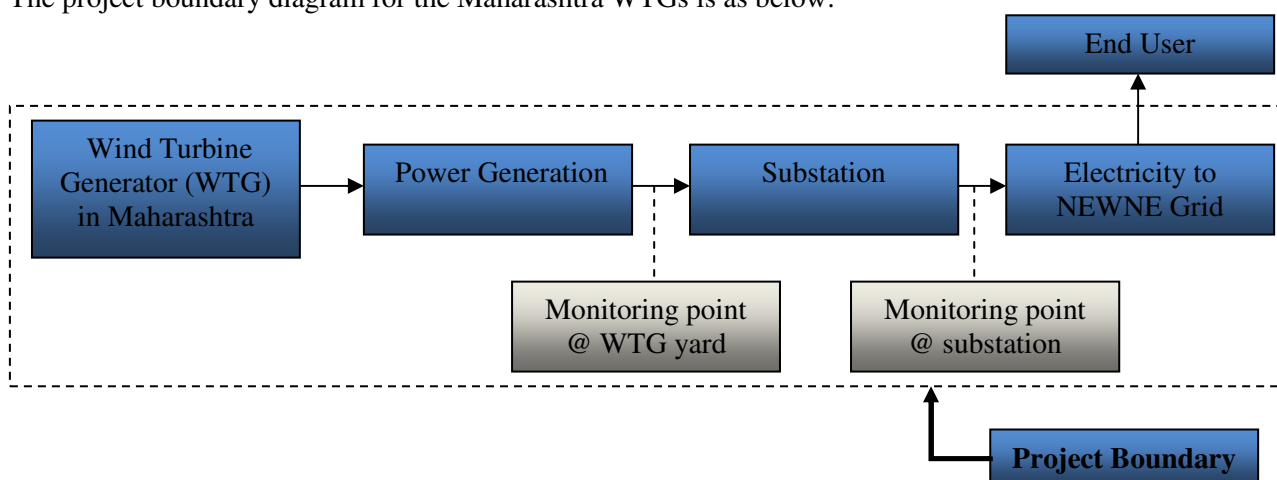 The project boundary diagram for the Maharashtra WTGs is as below:
End User
Wind Turbine
Generator (WTG)
in Maharashtra
Power Generation
Substation
Electricity to
NEWNE Grid
Monitoring point
@ WTG yard
Monitoring point
@ substation
Project Boundary